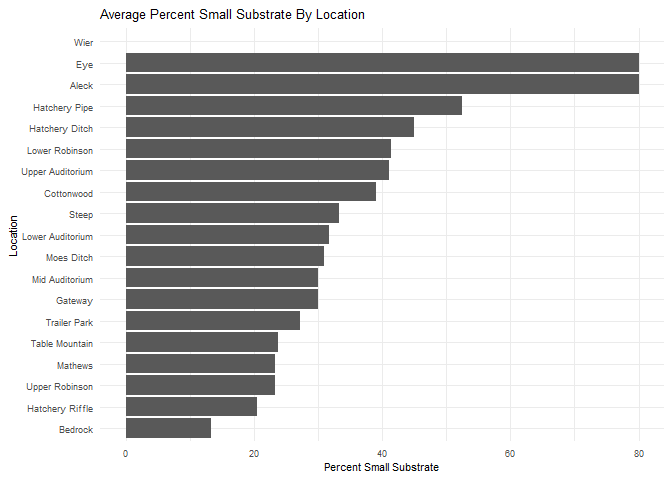 Average Percent Small Substrate By Location
Wier
Eye
Aleck
Hatchery Pipe
Hatchery Ditch
Lower Robinson
Upper Auditorium
Cottonwood
Steep
Lower Auditorium
Moes Ditch
Mid Auditorium
Gateway
Trailer Park
Table Mountain
Mathews
Upper Robinson
Hatchery Riffle
Bedrock
Location
0 20 40 60 80
Percent Small Substrate